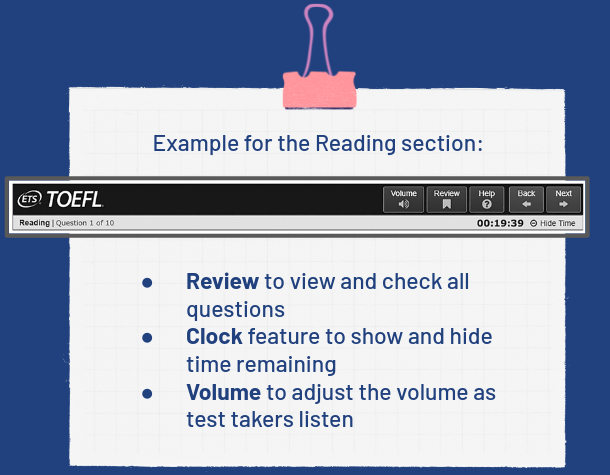 Example for the Reading section:
ETS TOEFL
Volume Review Help Back Next
Reading | Question 1 of 10 00:19:39 Hide Time
● Review to view and check all
questions
● Clock feature to show and hide
time remaining
● Volume to adjust the volume as
test takers listen